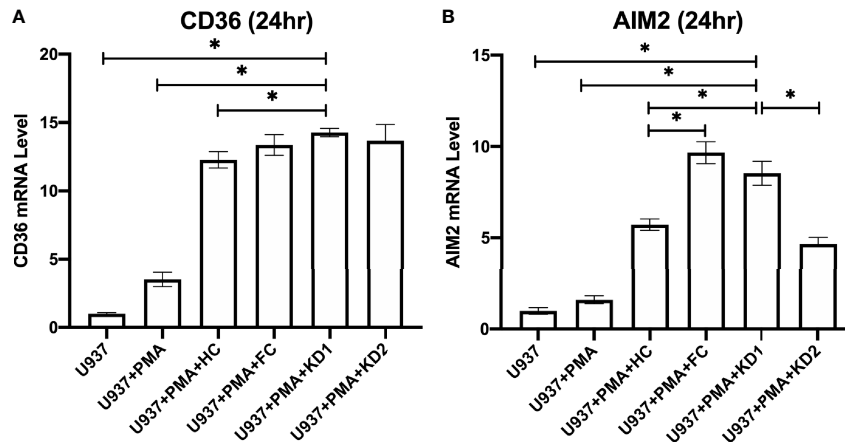 A
CD36 (24hr)
CD36 mRNA Level
20
15
10
5
0
*
*
*
U937
U937+PMA
U937+PMA+HC
U937+PMA+FC
U937+PMA+KD1
U937+PMA+KD2
B
AIM2 (24hr)
AIM2 mRNA Level
15
10
5
0
*
*
*
*
*
U937
U937+PMA
U937+PMA+HC
U937+PMA+FC
U937+PMA+KD1
U937+PMA+KD2